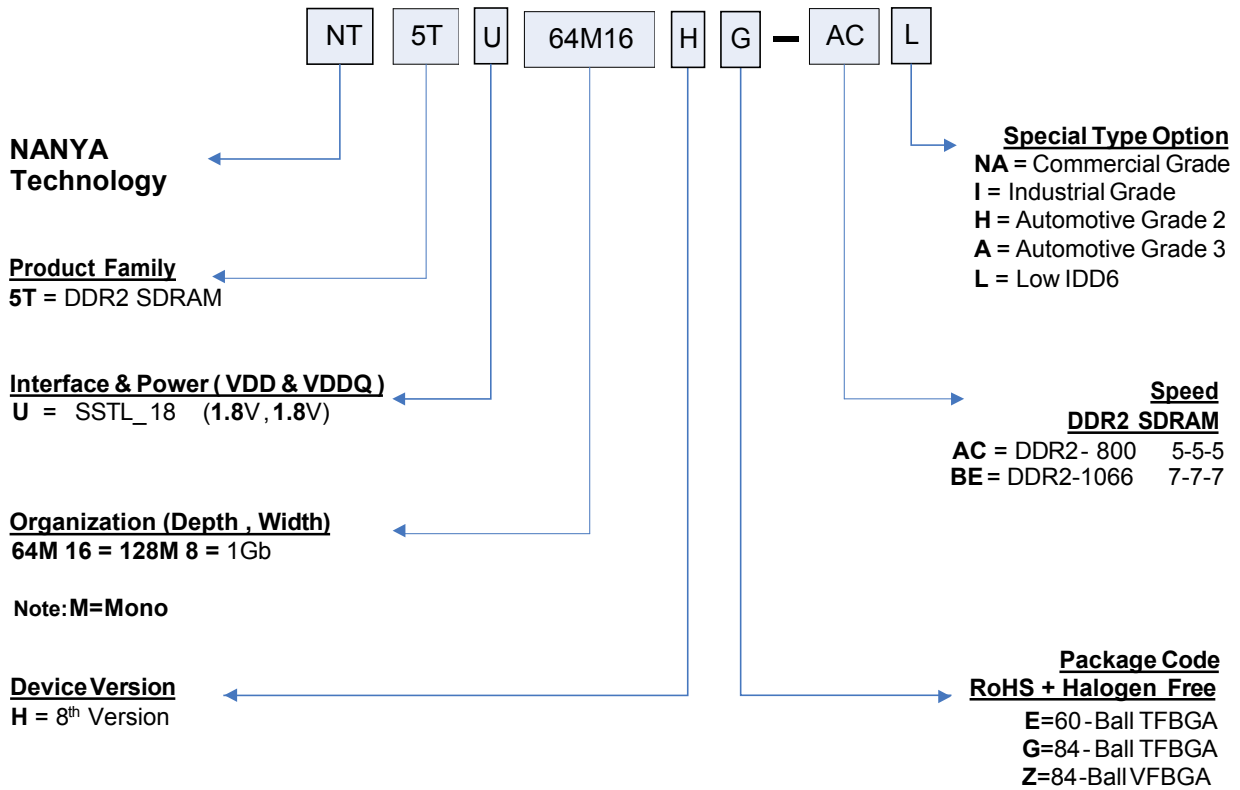 NT 5T U 64M16 H G – AC L
NANYA
Technology
Product Family
5T = DDR2 SDRAM
Interface & Power ( VDD & VDDQ )
U = SSTL_18 (1.8V, 1.8V)
Organization (Depth , Width)
64M 16 = 128M 8 = 1Gb
Note: M=Mono
Device Version
H = 8th Version
Special Type Option
NA = Commercial Grade
I = Industrial Grade
H = Automotive Grade 2
A = Automotive Grade 3
L = Low IDD6
Speed
DDR2 SDRAM
AC = DDR2- 800 5-5-5
BE = DDR2-1066 7-7-7
Package Code
RoHS + Halogen Free
E=60-Ball TFBGA
G=84-Ball TFBGA
Z=84-Ball VFBGA